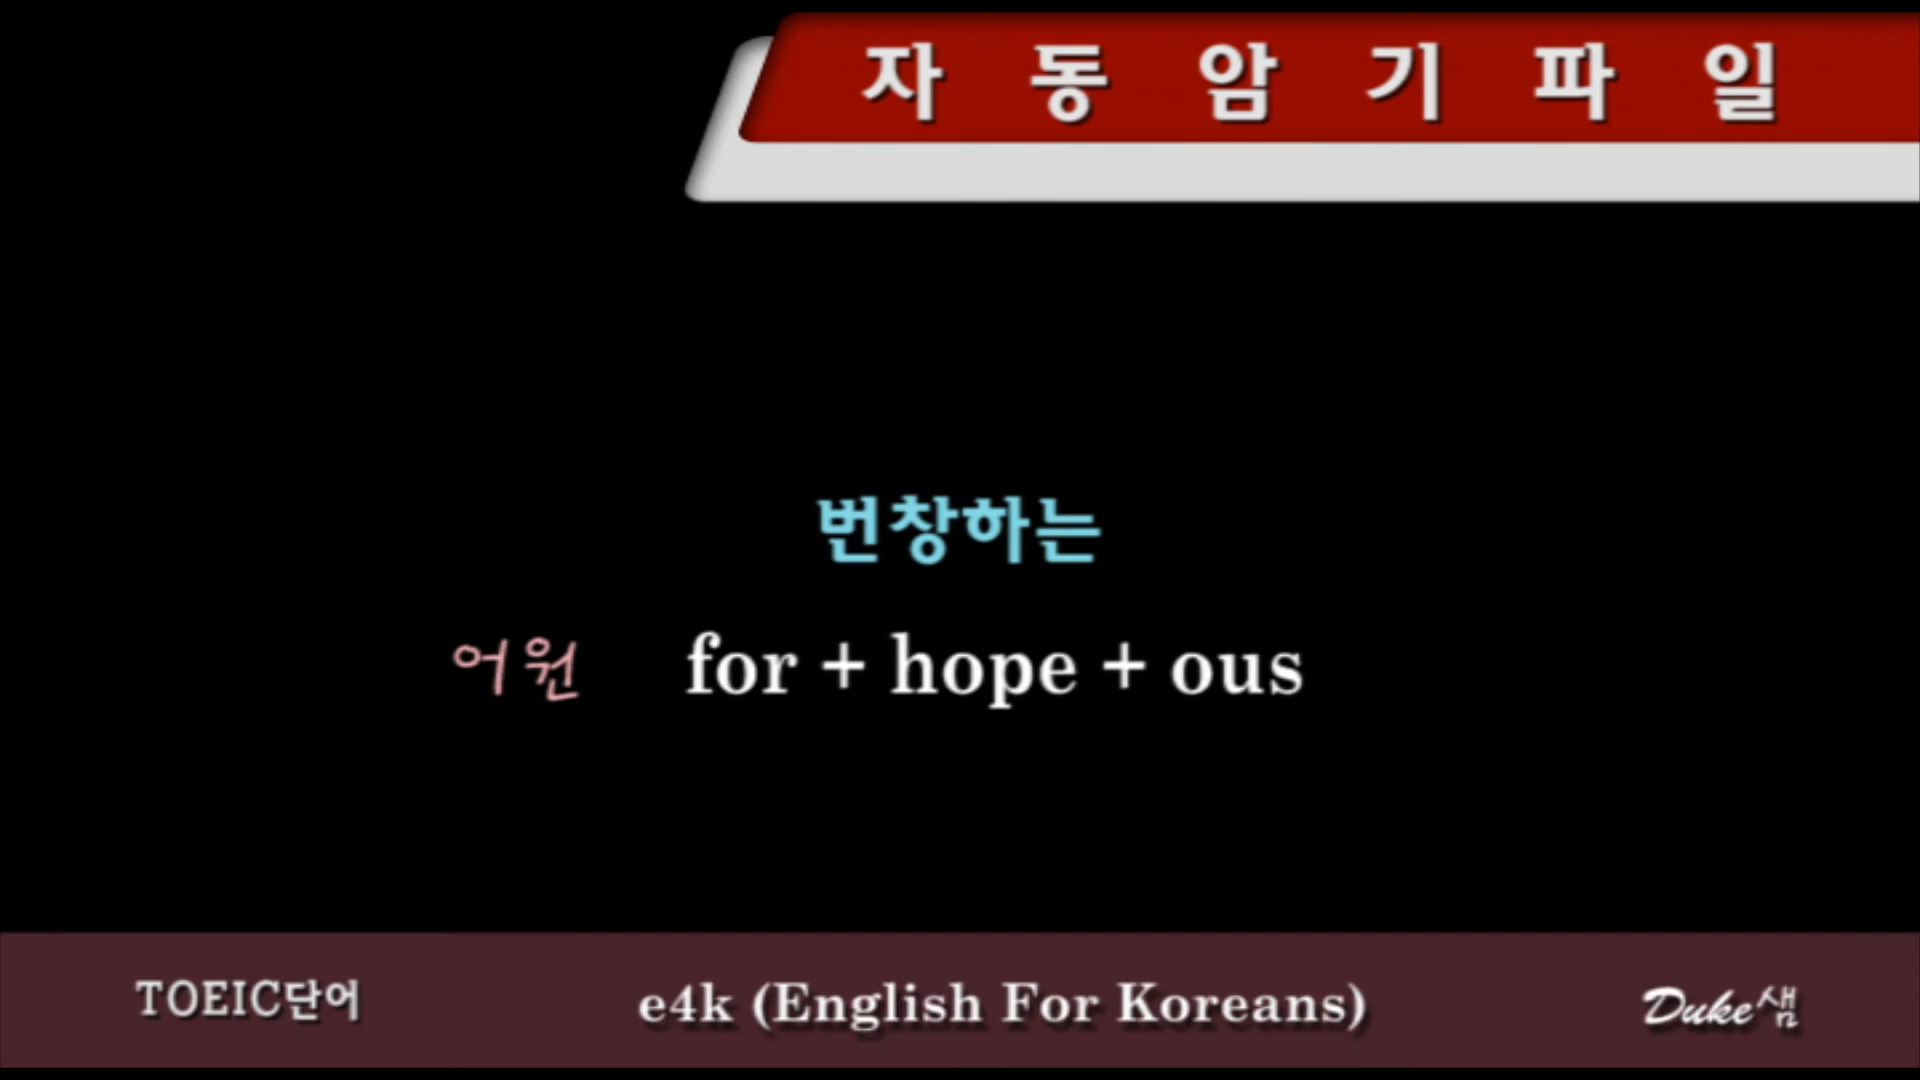 자동암기파일
번창하는
어원 for + hope + ous
TOEIC단어 e4k (English For Koreans) Duke샘